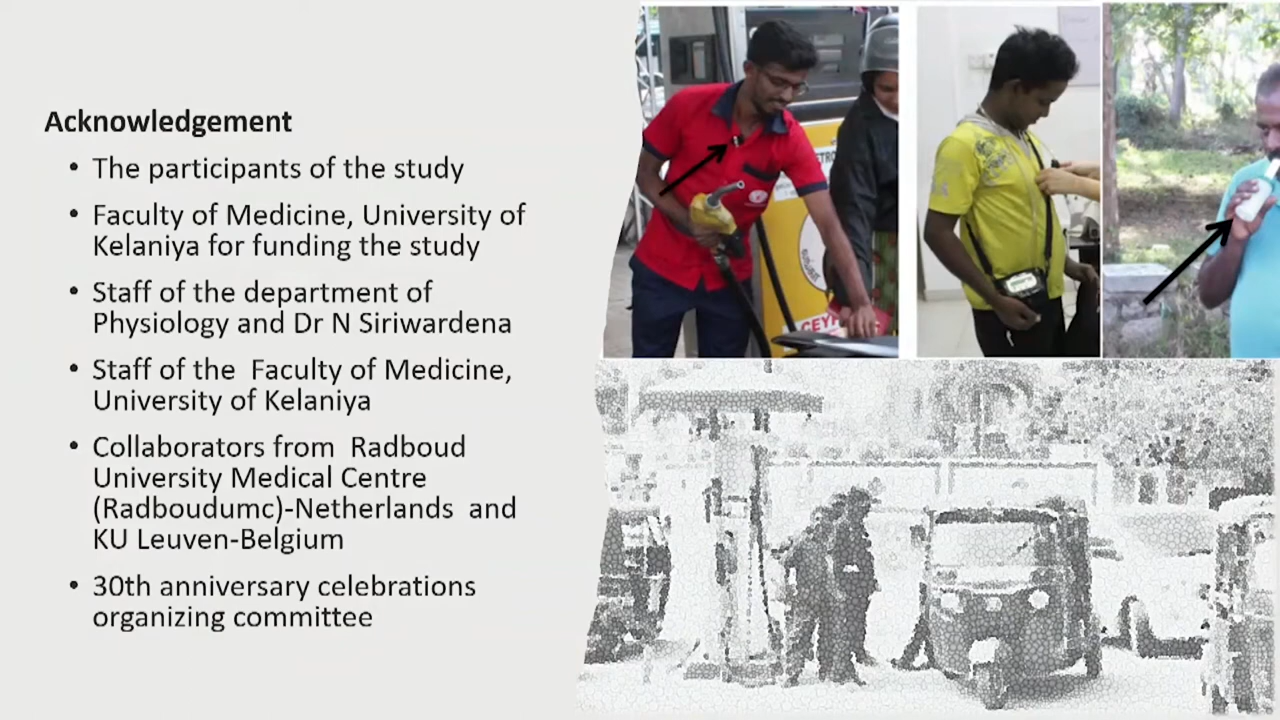 Acknowledgement
• The participants of the study
• Faculty of Medicine, University of
Kelaniya for funding the study
• Staff of the department of
Physiology and Dr N Siriwardena
• Staff of the  Faculty of Medicine,
University of Kelaniya
• Collaborators from  Radboud
University Medical Centre
(Radboudumc)-Netherlands  and
KU Leuven-Belgium
• 30th anniversary celebrations
organizing committee